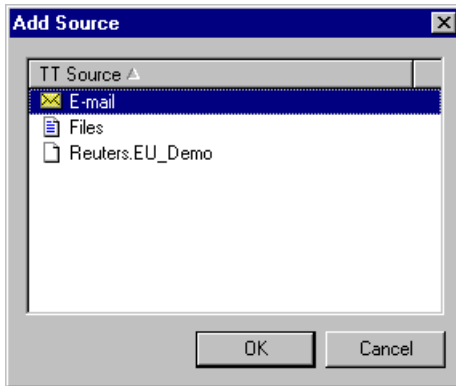 Add Source
TT Source
E-mail
Files
Reuters.EU_Demo
OK Cancel